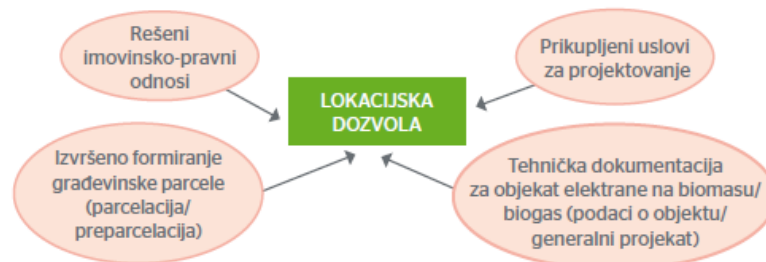 Rešeni
imovinsko-pravni
odnosi
Prikupljeni uslovi
za projektovanje
LOKACIJSKA
DOZVOLA
Izvršeno formiranje
građevinske parcele
(parcelacija/
preparcelacija)
Tehnička dokumentacija
za objekat elektrane na biomasu/
biogas (podaci o objektu/
generalni projekat)